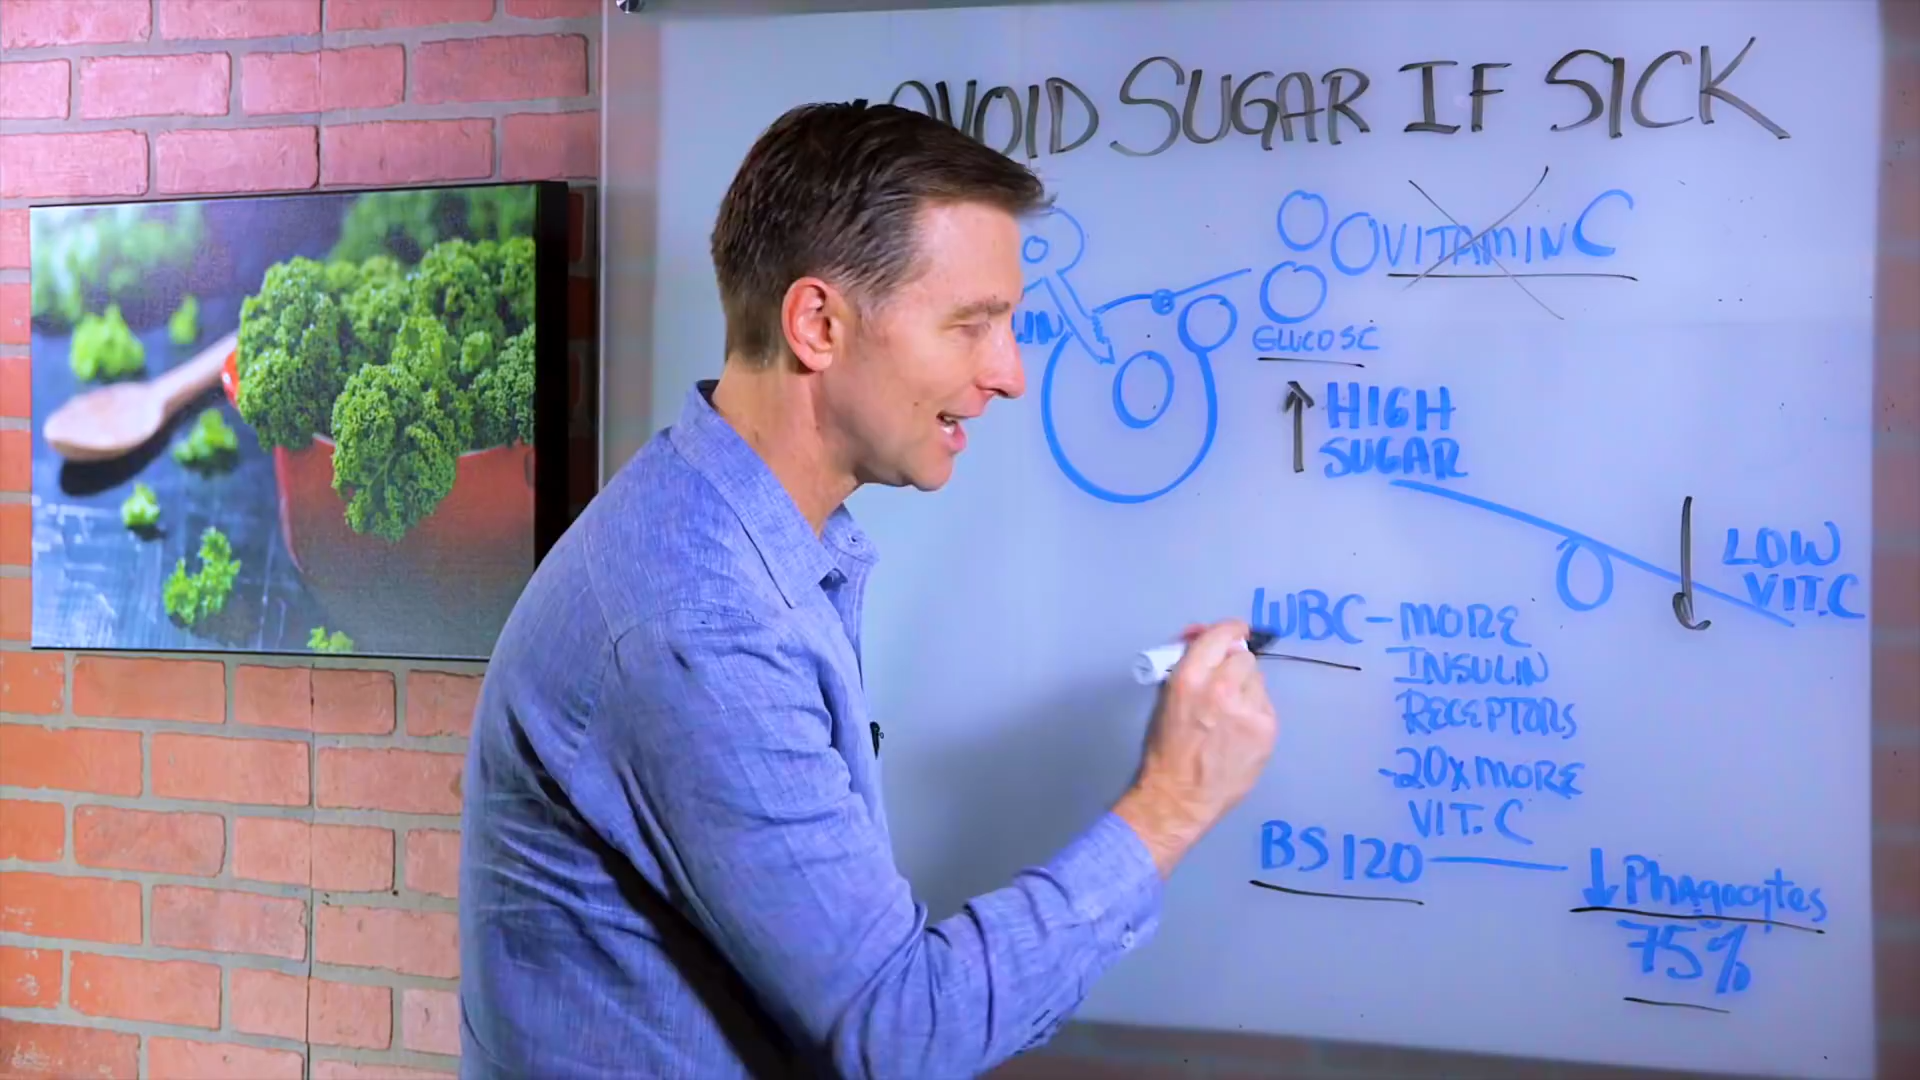 AVOID SUGAR IF SICK
VITAMIN C
GLUCOSE
HIGH
SUGAR
LOW
VIT.C
WBC-MORE
INSULIN
RECEPTORS
-20X MORE
VIT. C
BS 120
↓ PhAgocytes
75%